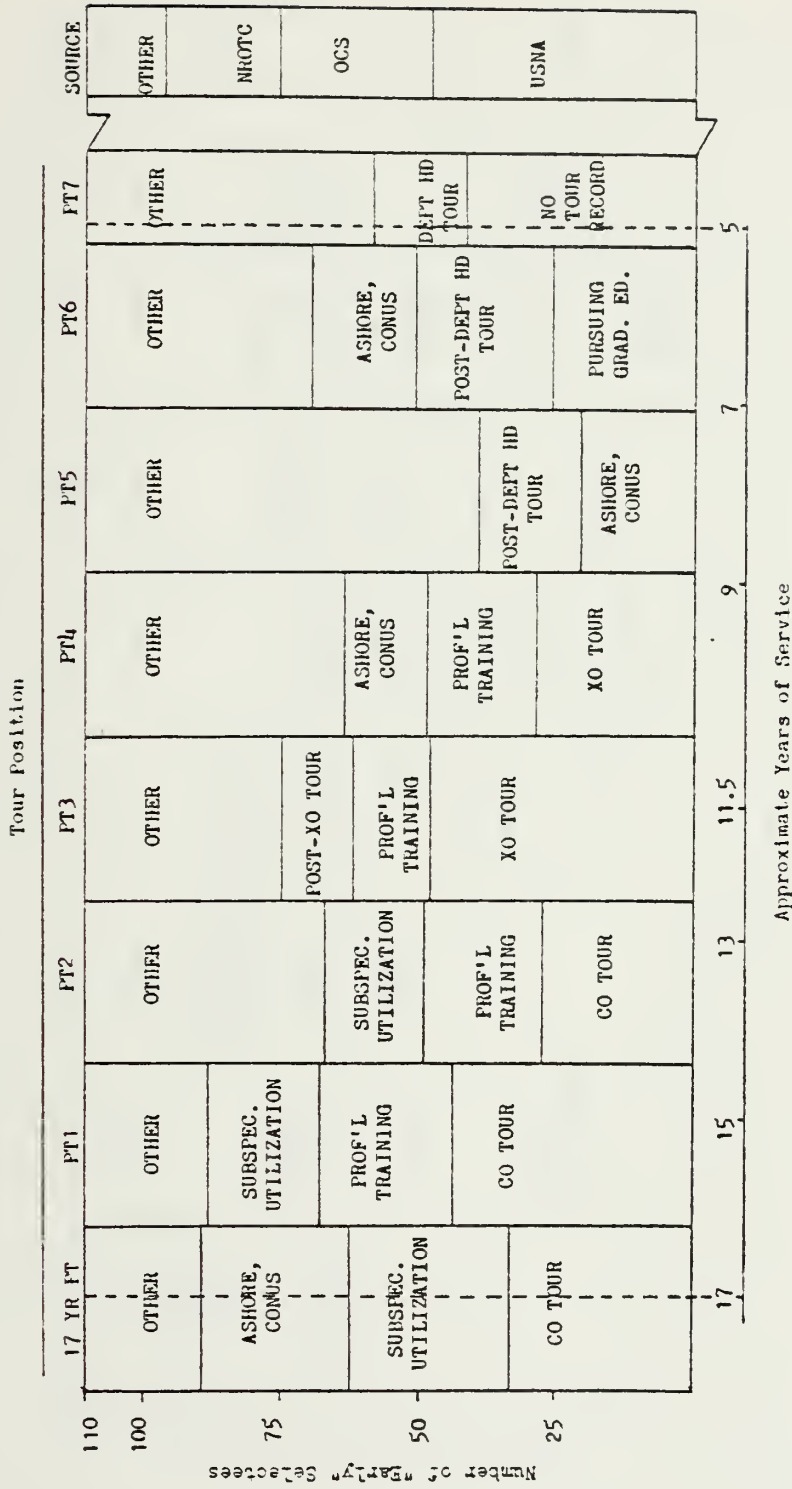 Tour Position
17 YR PT
PT1
PT2
PT3
PT4
PT5
PT6
PT7
SOURCE
110
100
75
50
25
Number of "Early" Selectees
OTHER
ASHORE,
CONUS
SUBSPEC.
UTILIZATION
CO TOUR
OTHER
SUBSPEC.
UTILIZATION
PROF'L
TRAINING
CO TOUR
OTHER
SUBSPEC.
UTILIZATION
PROF'L
TRAINING
CO TOUR
OTHER
POST-XO TOUR
PROF'L
TRAINING
XO TOUR
OTHER
ASHORE,
CONUS
PROF'L
TRAINING
XO TOUR
OTHER
POST-DEPT HD
TOUR
ASHORE,
CONUS
OTHER
ASHORE,
CONUS
POST-DEPT HD
TOUR
PURSUING
GRAD. ED.
OTHER
DEPT HD
TOUR
NO
TOUR
RECORD
OTHER
NROTC
OCS
USNA
17
15
13
11.5
9
7
5
Approximate Years of Service